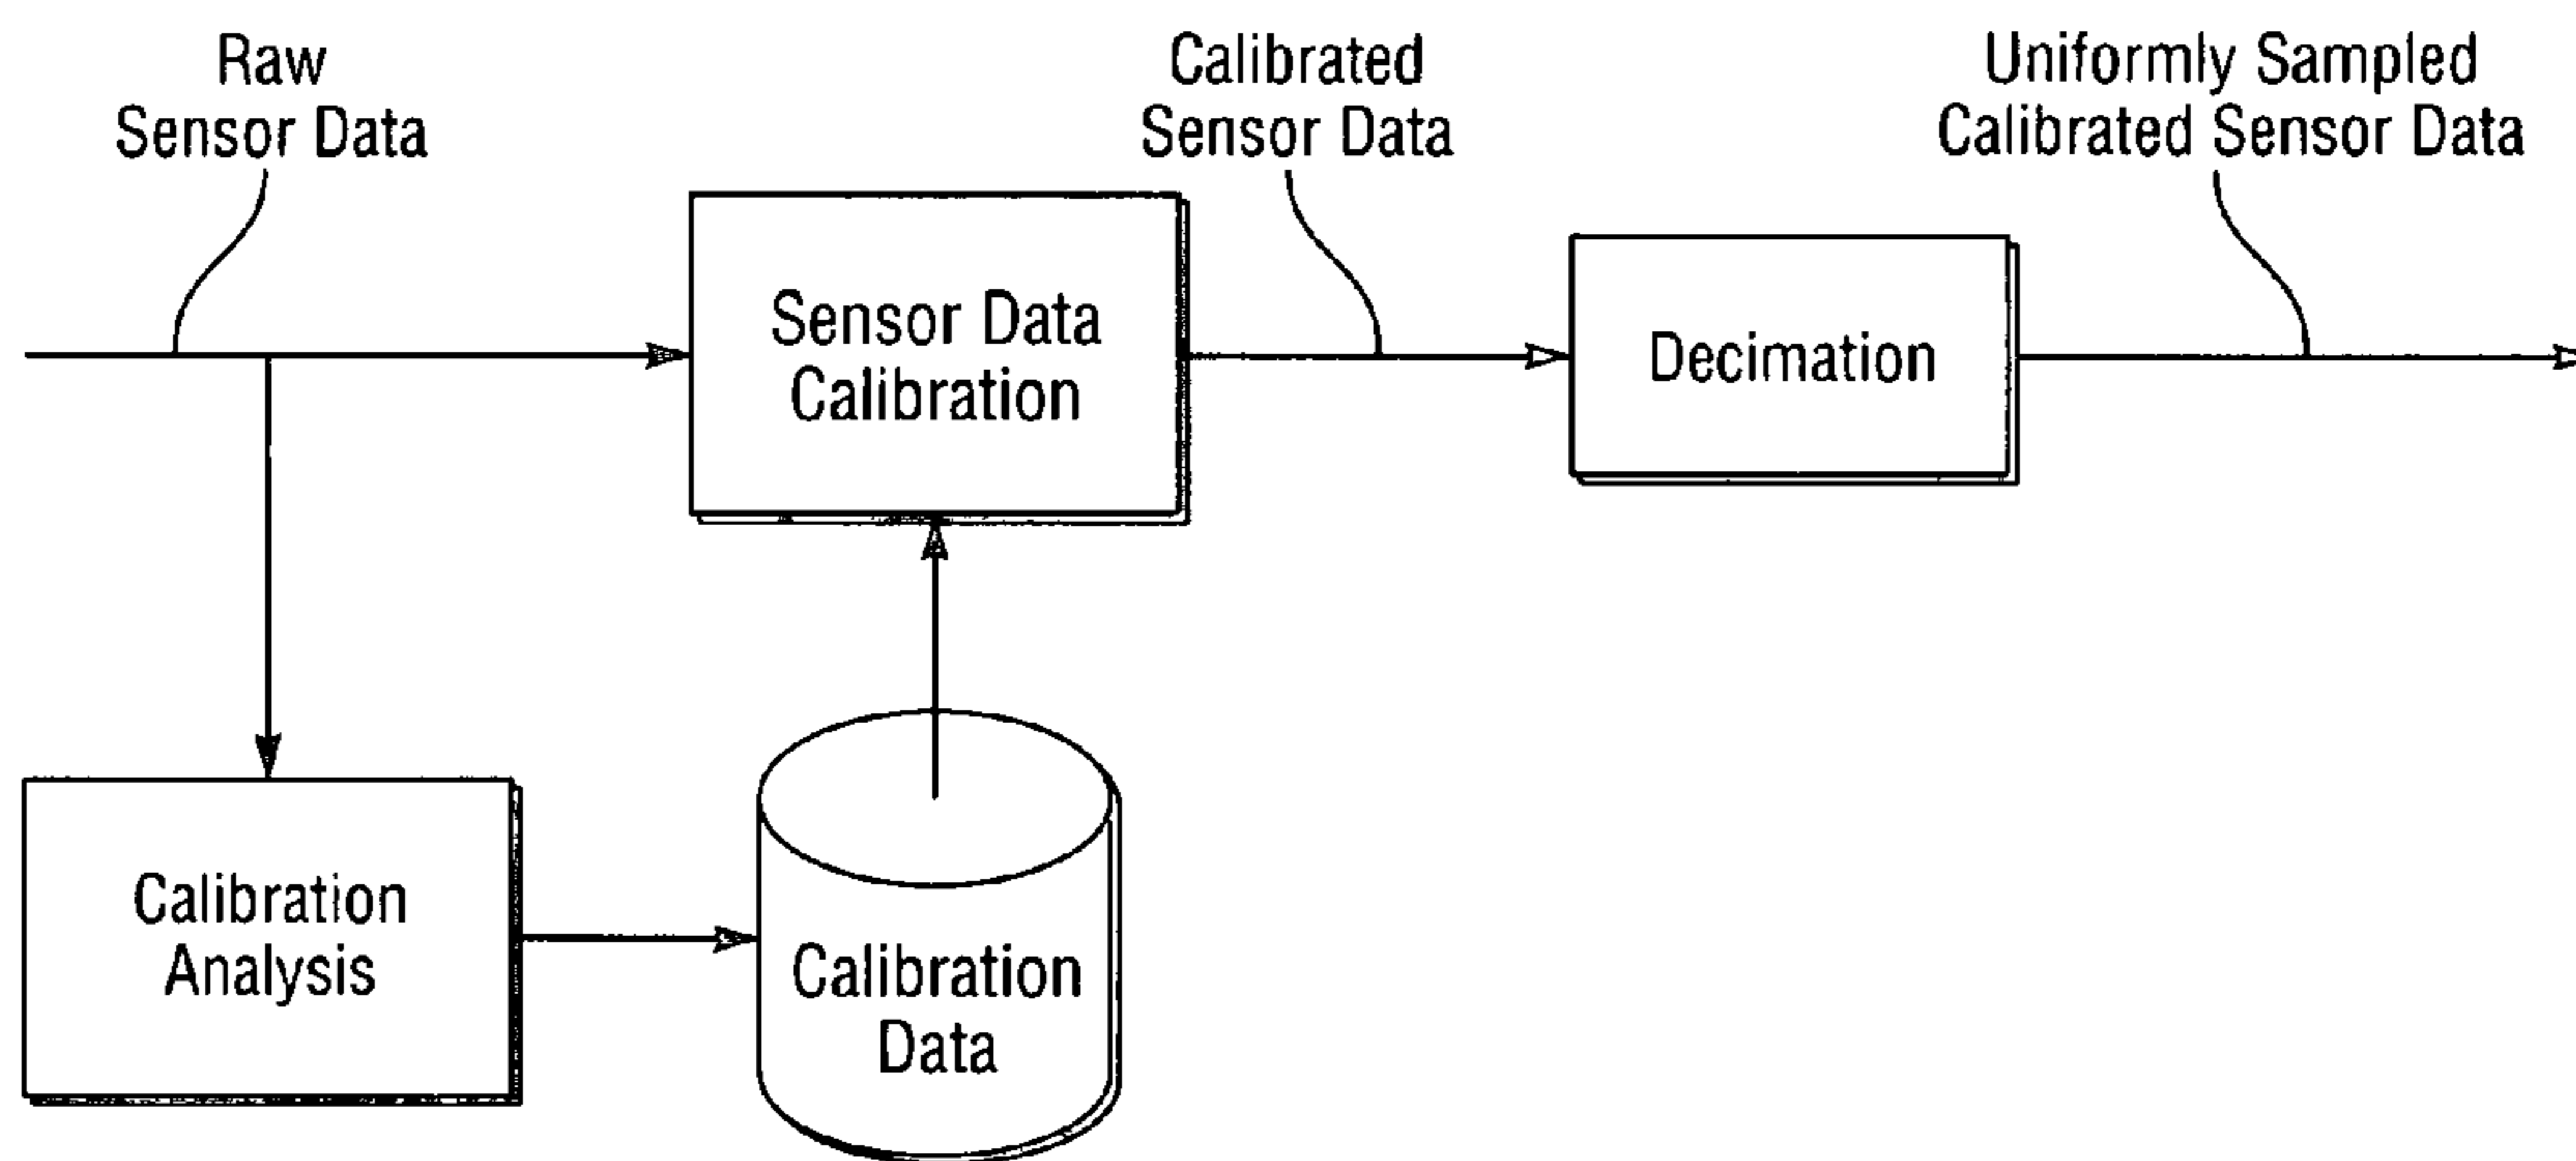 Raw
Sensor Data
Calibrated
Sensor Data
Uniformly Sampled
Calibrated Sensor Data
Sensor Data
Calibration
Decimation
Calibration
Analysis
Calibration
Data